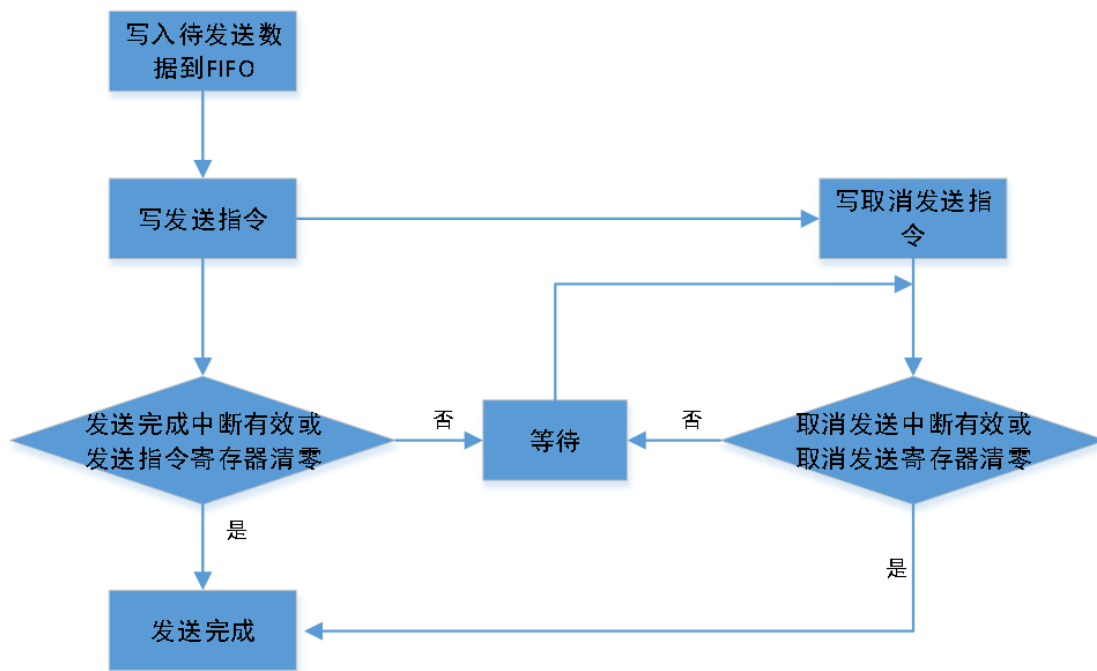 写入待发送数
据到FIFO
写发送指令
写取消发送指
令
发送完成中断有效或
发送指令寄存器清零
否
等待
否
取消发送中断有效或
取消发送寄存器清零
是
是
发送完成